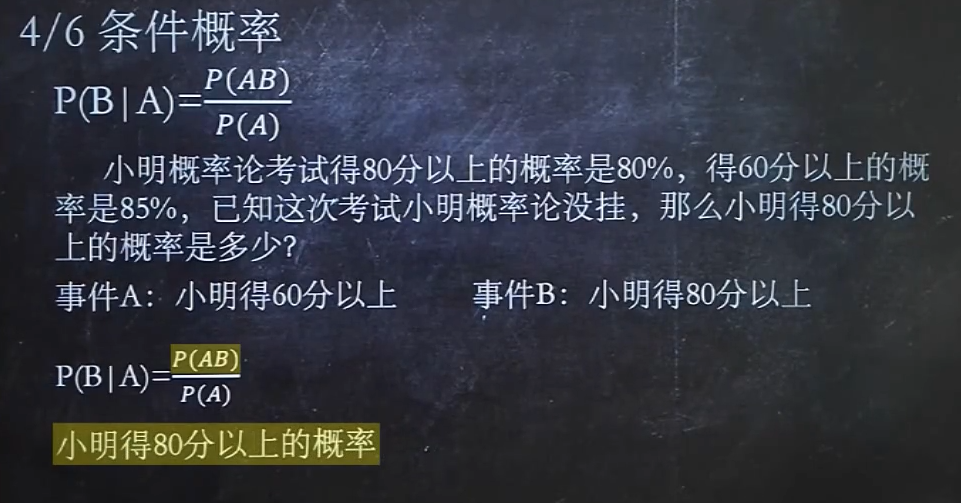 4/6 条件概率
P(B|A)=P(AB)/P(A)
小明概率论考试得80分以上的概率是80%，得60分以上的概
率是85%，已知这次考试小明概率论没挂，那么小明得80分以
上的概率是多少？
事件A：小明得60分以上 事件B：小明得80分以上
P(B|A)=P(AB)/P(A)
小明得80分以上的概率